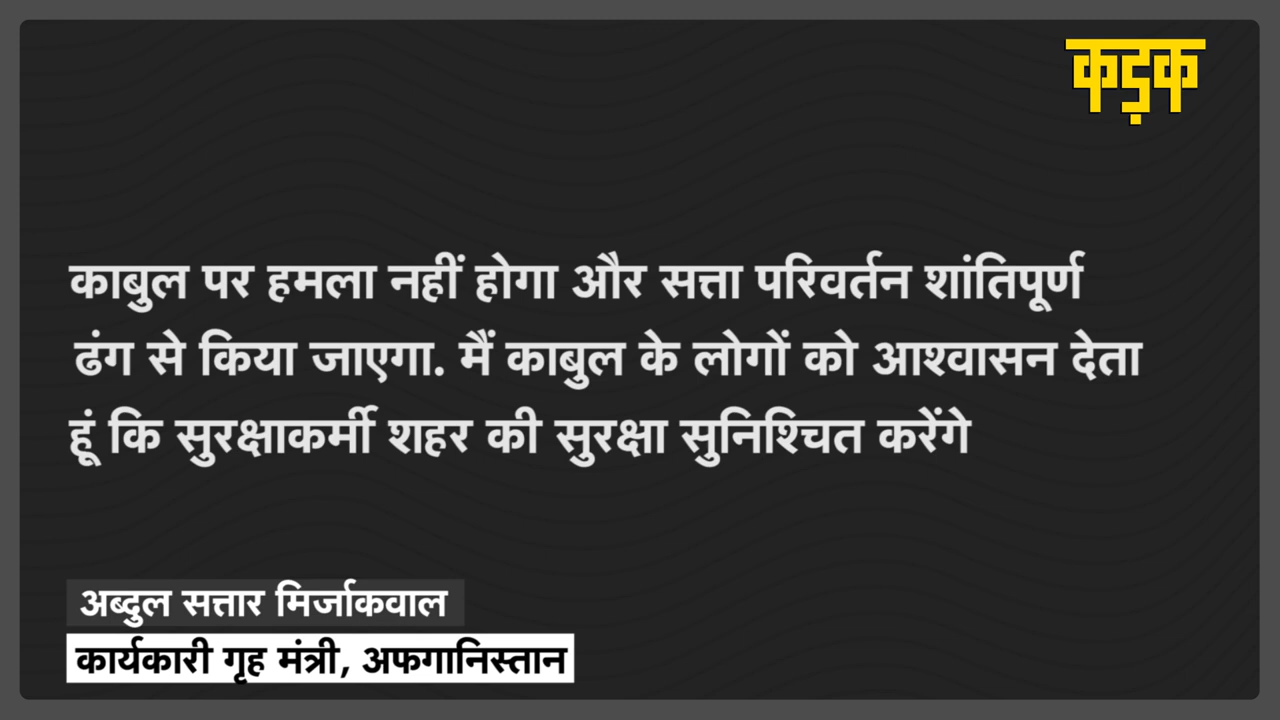 कड़क
काबुल पर हमला नहीं होगा और सत्ता परिवर्तन शांतिपूर्ण
ढंग से किया जाएगा. मैं काबुल के लोगों को आश्वासन देता
हूं कि सुरक्षाकर्मी शहर की सुरक्षा सुनिश्चित करेंगे
अब्दुल सत्तार मिर्जाकवाल
कार्यकारी गृह मंत्री, अफगानिस्तान